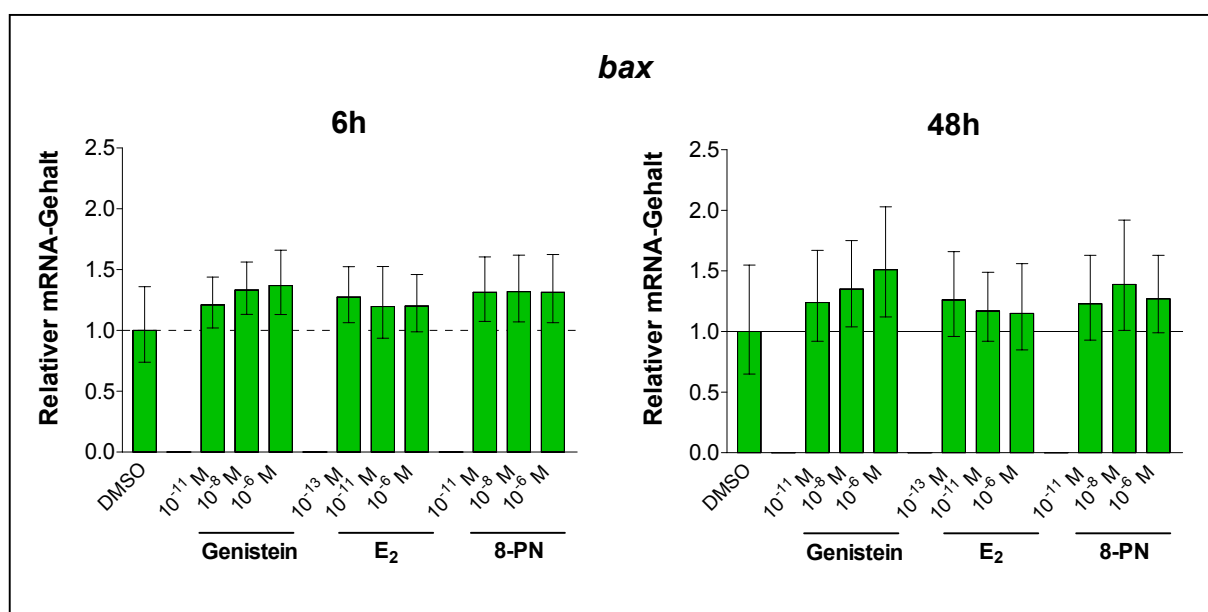 bax
6h
Relativer mRNA-Gehalt
2.5
2.0
1.5
1.0
0.5
0.0
DMSO
10⁻¹¹ M
10⁻⁸ M
10⁻⁶ M
10⁻¹³ M
10⁻¹¹ M
10⁻⁶ M
10⁻¹¹ M
10⁻⁸ M
10⁻⁶ M
Genistein
E₂
8-PN
48h
Relativer mRNA-Gehalt
2.5
2.0
1.5
1.0
0.5
0.0
DMSO
10⁻¹¹ M
10⁻⁸ M
10⁻⁶ M
10⁻¹³ M
10⁻¹¹ M
10⁻⁶ M
10⁻¹¹ M
10⁻⁸ M
10⁻⁶ M
Genistein
E₂
8-PN